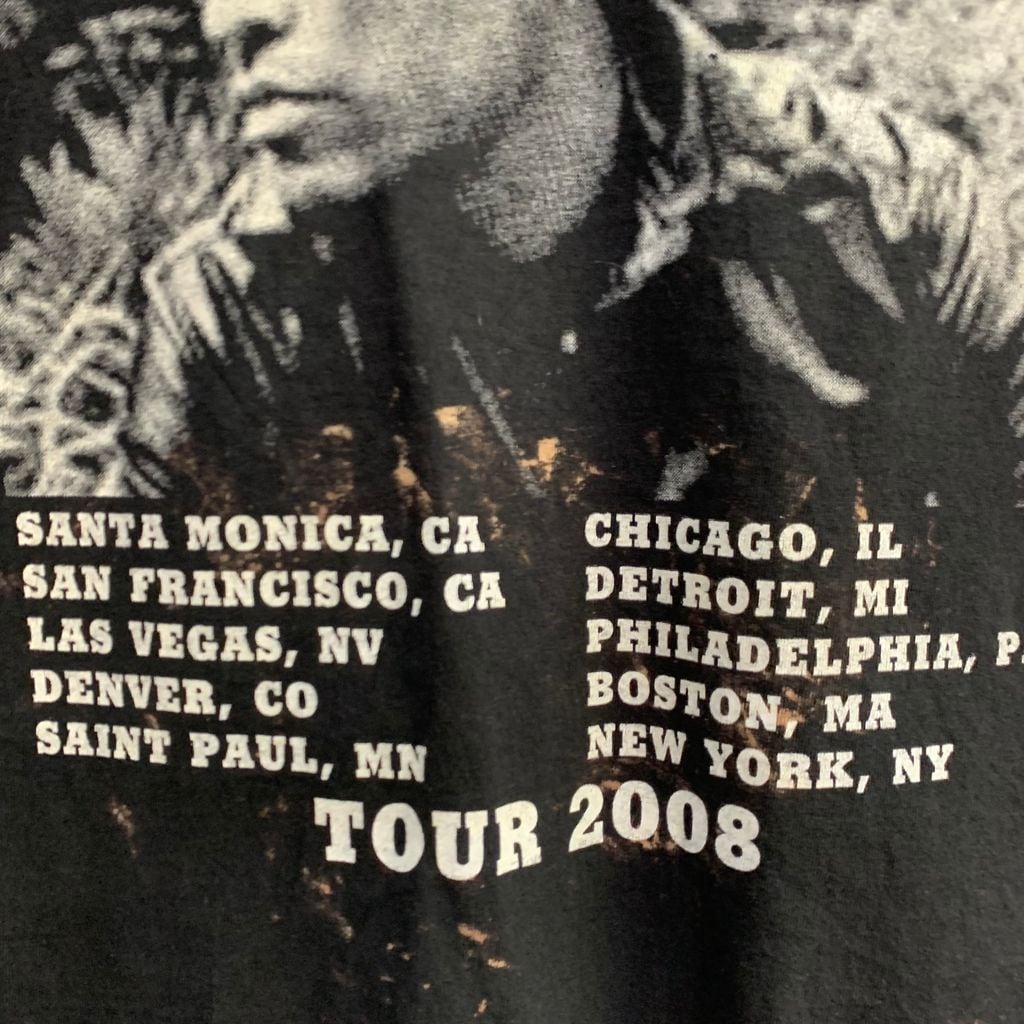 SANTA MONICA, CA
SAN FRANCISCO, CA
LAS VEGAS, NV
DENVER, CO
SAINT PAUL, MN
CHICAGO, IL
DETROIT, MI
PHILADELPHIA, P
BOSTON, MA
NEW YORK, NY
TOUR 2008